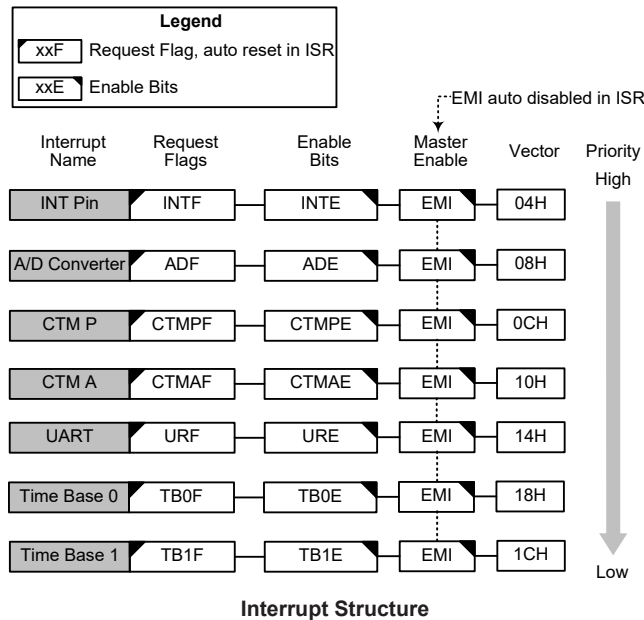 Legend
xxF Request Flag, auto reset in ISR
xxE Enable Bits
EMI auto disabled in ISR
Interrupt Name Request Flags Enable Bits Master Enable Vector Priority
High
INT Pin INTF INTE EMI 04H
A/D Converter ADF ADE EMI 08H
CTM P CTMPF CTMPE EMI 0CH
CTM A CTMAF CTMAE EMI 10H
UART URF URE EMI 14H
Time Base 0 TB0F TB0E EMI 18H
Time Base 1 TB1F TB1E EMI 1CH
Low
Interrupt Structure